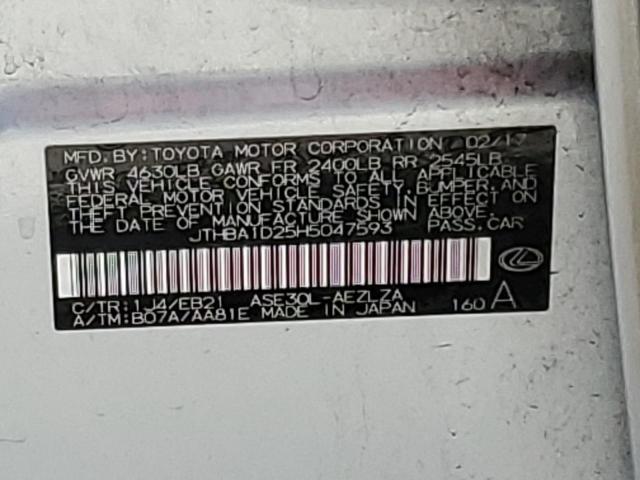 MFD.BY:TOYOTA MOTOR CORPORATION 02/17
GVWR 4630LB GAWR FR 2400LB RR 2545LB
THIS VEHICLE CONFORMS TO ALL APPLICABLE
FEDERAL MOTOR VEHICLE SAFETY, BUMPER,AND
THEFT PREVENTION STANDARDS IN EFFECT ON
THE DATE OF MANUFACTURE SHOWN ABOVE.
JTHBA1D25H5047593 PASS.CAR
C/TR:1J4/EB21 ASE30L-AEZLZA
A/TM:B07A/AA81E MADE IN JAPAN 160 A